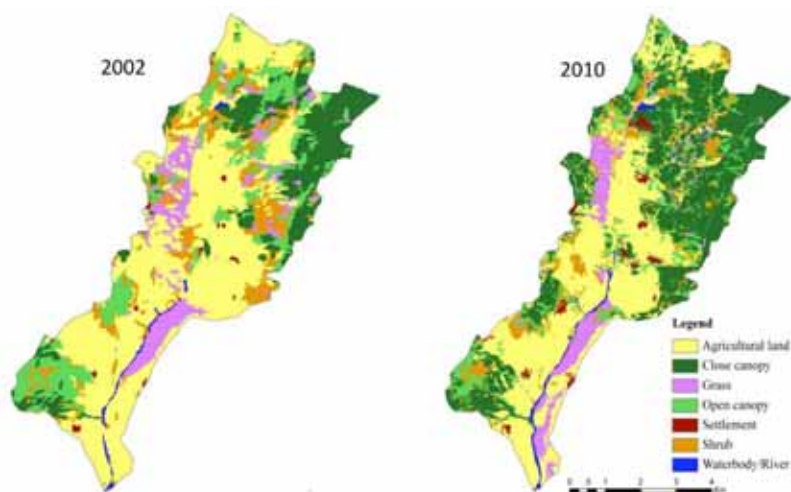 2002
2010
Legend
Agricultural land
Close canopy
Grass
Open canopy
Settlement
Shrub
Waterbody/River